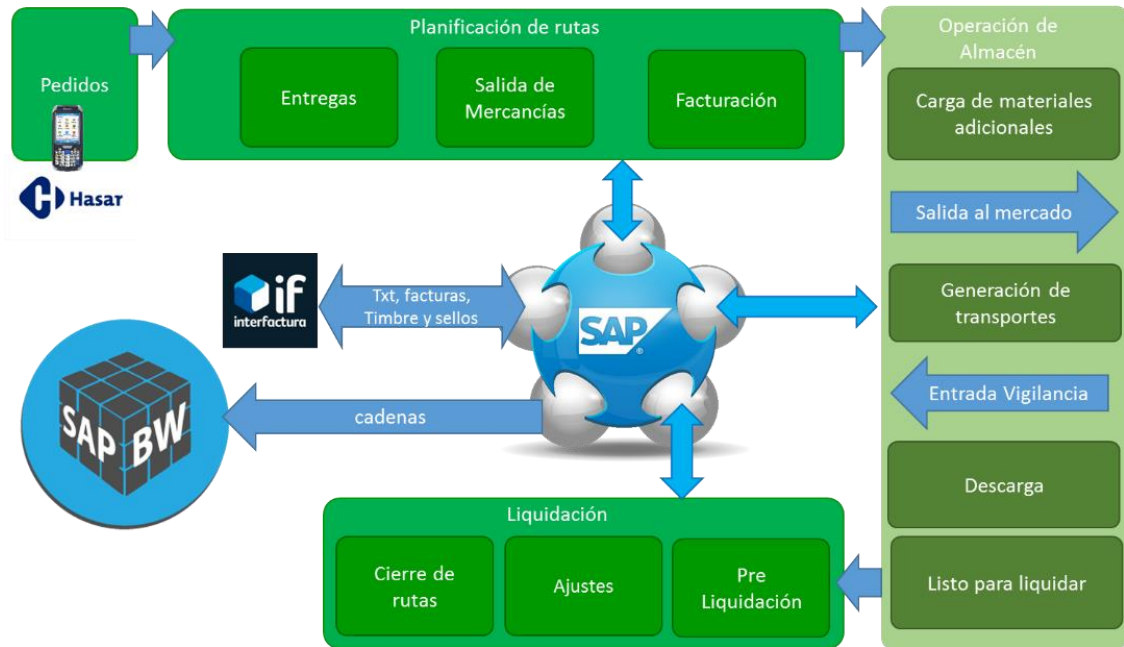 Pedidos
Hasar
Planificación de rutas
Entregas
Salida de
Mercancías
Facturación
Operación de
Almacén
Carga de materiales
adicionales
Salida al mercado
Generación de
transportes
Entrada Vigilancia
Descarga
Listo para liquidar
if
interfactura
Txt, facturas,
Timbre y sellos
SAP
®
SAP BW
cadenas
Liquidación
Cierre de
rutas
Ajustes
Pre
Liquidación